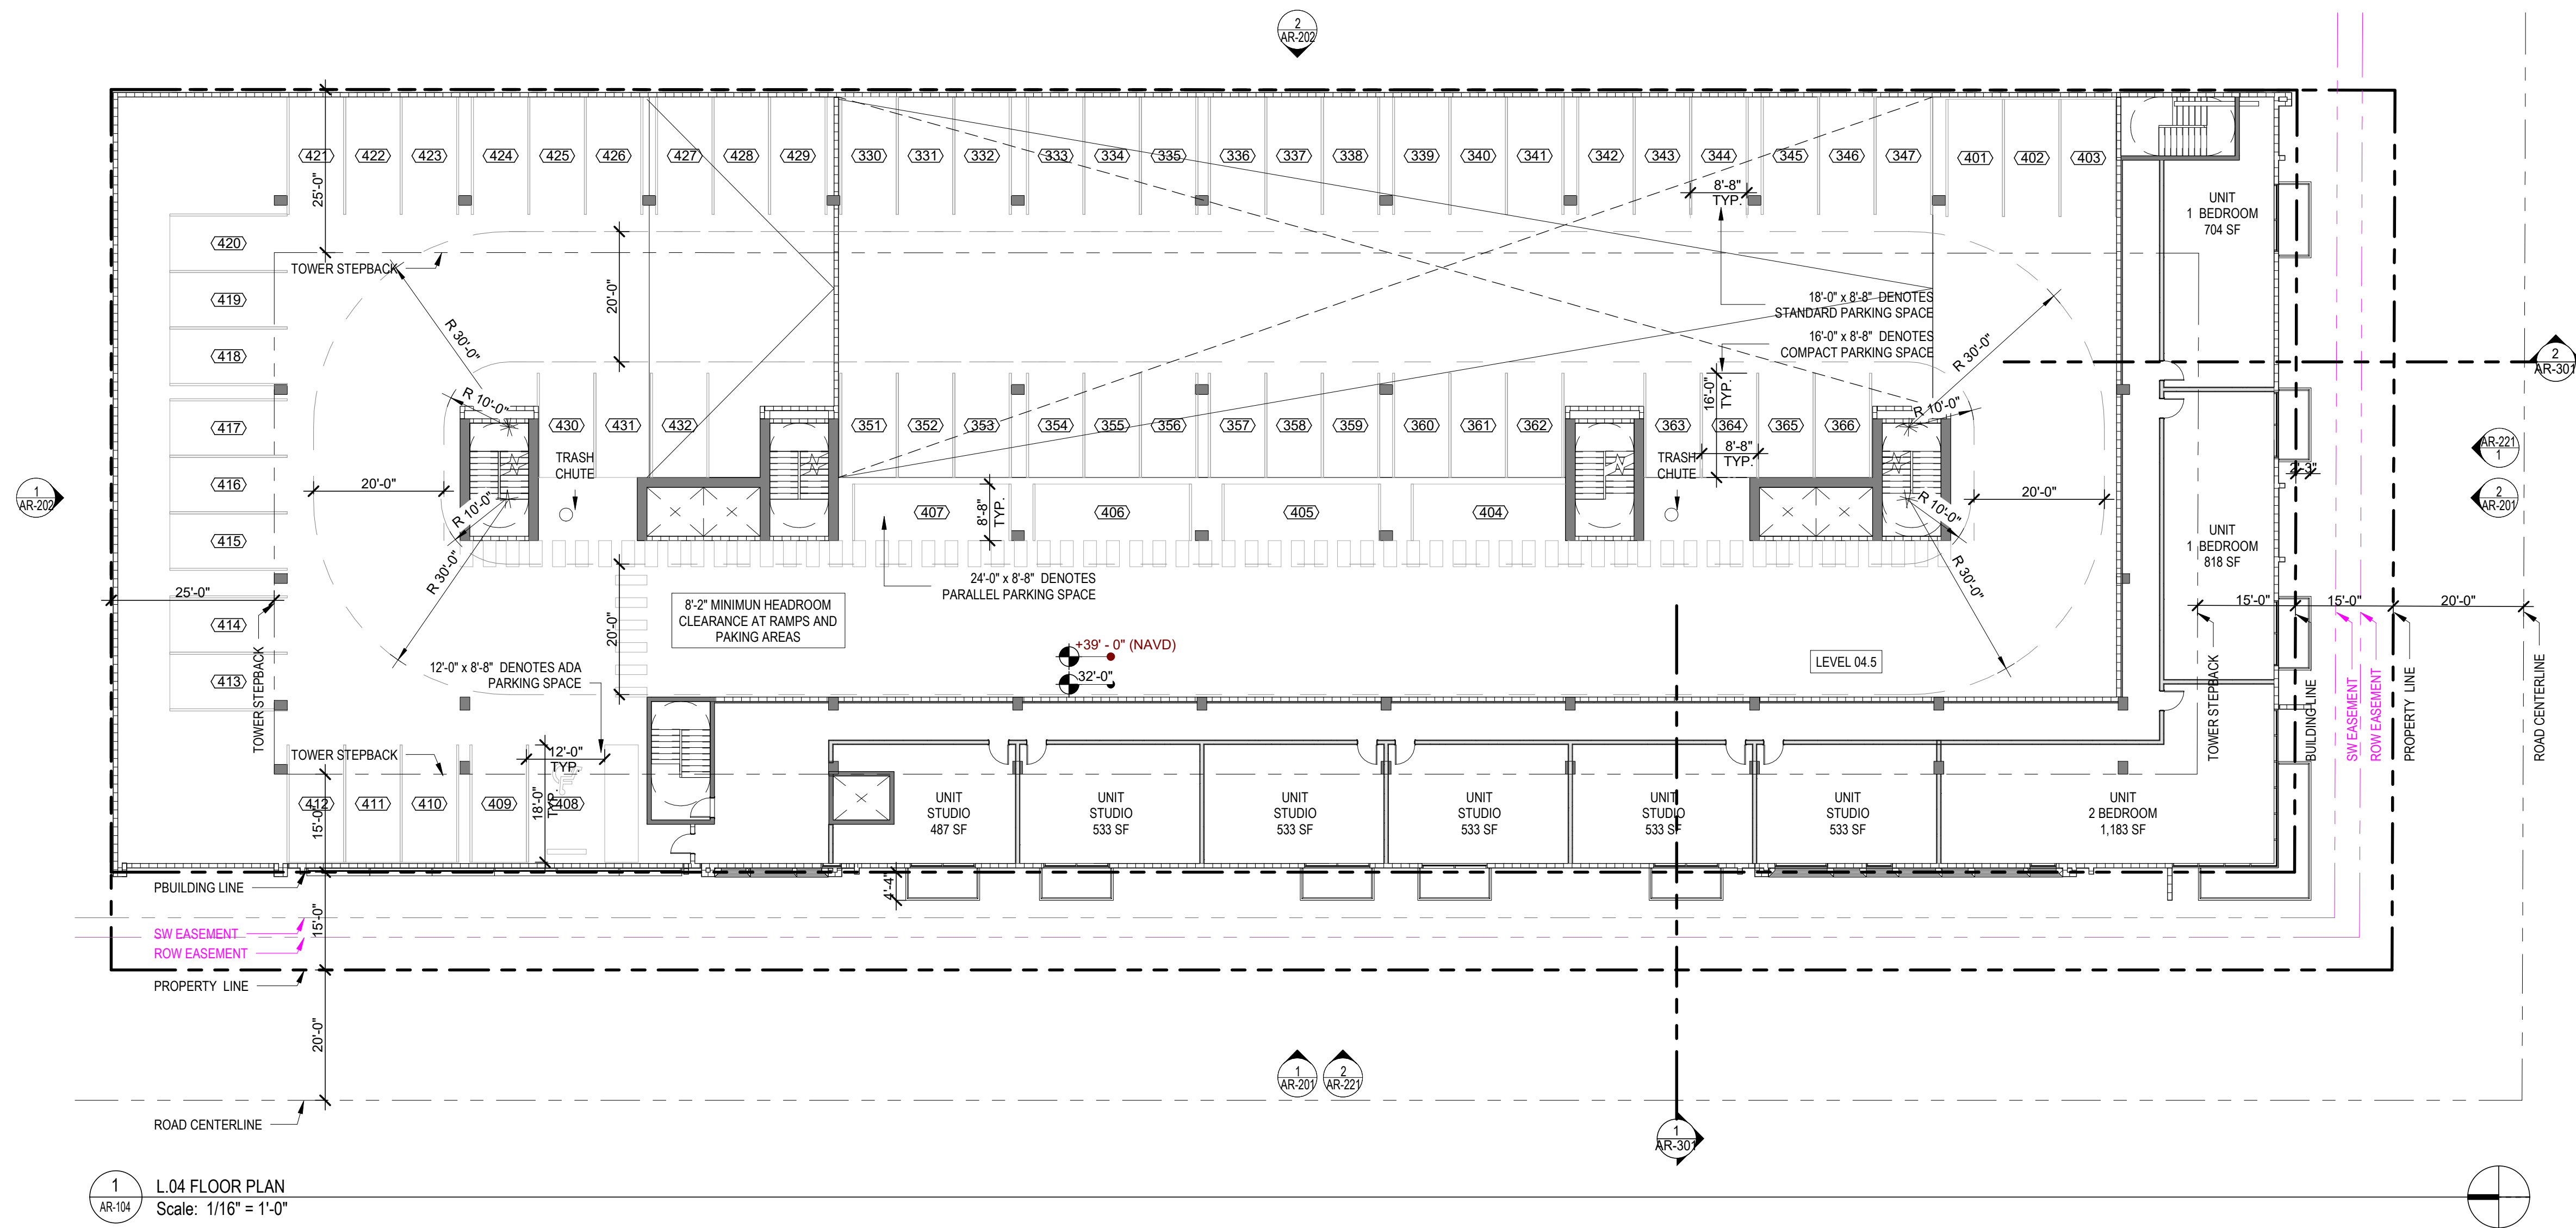 2
AR-202
421
422
423
424
425
426
427
428
429
330
331
332
333
334
335
336
337
338
339
340
341
342
343
344
345
346
347
401
402
403
25'-0"
8'-8"
TYP.
UNIT
1 BEDROOM
704 SF
420
TOWER STEPBACK
419
20'-0"
18'-0" x 8'-8" DENOTES
STANDARD PARKING SPACE
R 30'-0"
R 30'-0"
16'-0" x 8'-8" DENOTES
COMPACT PARKING SPACE
418
2
AR-301
R 10'-0"
16'-0"
TYP.
R 10'-0"
417
430
431
432
351
352
353
354
355
356
357
358
359
360
361
362
363
364
365
366
8'-8"
TYP.
TRASH
CHUTE
TRASH
CHUTE
AR-221
1
2'-3"
416
20'-0"
20'-0"
1
AR-202
2
AR-201
R 10'-0"
R 10'-0"
407
8'-8"
TYP.
406
405
404
415
UNIT
1 BEDROOM
818 SF
R 30'-0"
R 30'-0"
24'-0" x 8'-8" DENOTES
PARALLEL PARKING SPACE
25'-0"
15'-0"
15'-0"
20'-0"
8'-2" MINIMUN HEADROOM
CLEARANCE AT RAMPS AND
PAKING AREAS
20'-0"
414
+39' - 0" (NAVD)
32'-0"
LEVEL 04.5
12'-0" x 8'-8" DENOTES ADA
PARKING SPACE
413
TOWER STEPBACK
TOWER STEPBACK
BUILDING LINE
SW EASEMENT
ROW EASEMENT
PROPERTY LINE
ROAD CENTERLINE
TOWER STEPBACK
12'-0"
TYP.
412
411
410
409
408
18'-0"
TYP.
15'-0"
UNIT
STUDIO
487 SF
UNIT
STUDIO
533 SF
UNIT
STUDIO
533 SF
UNIT
STUDIO
533 SF
UNIT
STUDIO
533 SF
UNIT
STUDIO
533 SF
UNIT
2 BEDROOM
1,183 SF
PBUILDING LINE
4'-4"
15'-0"
SW EASEMENT
ROW EASEMENT
PROPERTY LINE
20'-0"
1
AR-201
2
AR-221
ROAD CENTERLINE
1
AR-301
1
AR-104
L.04 FLOOR PLAN
Scale: 1/16" = 1'-0"